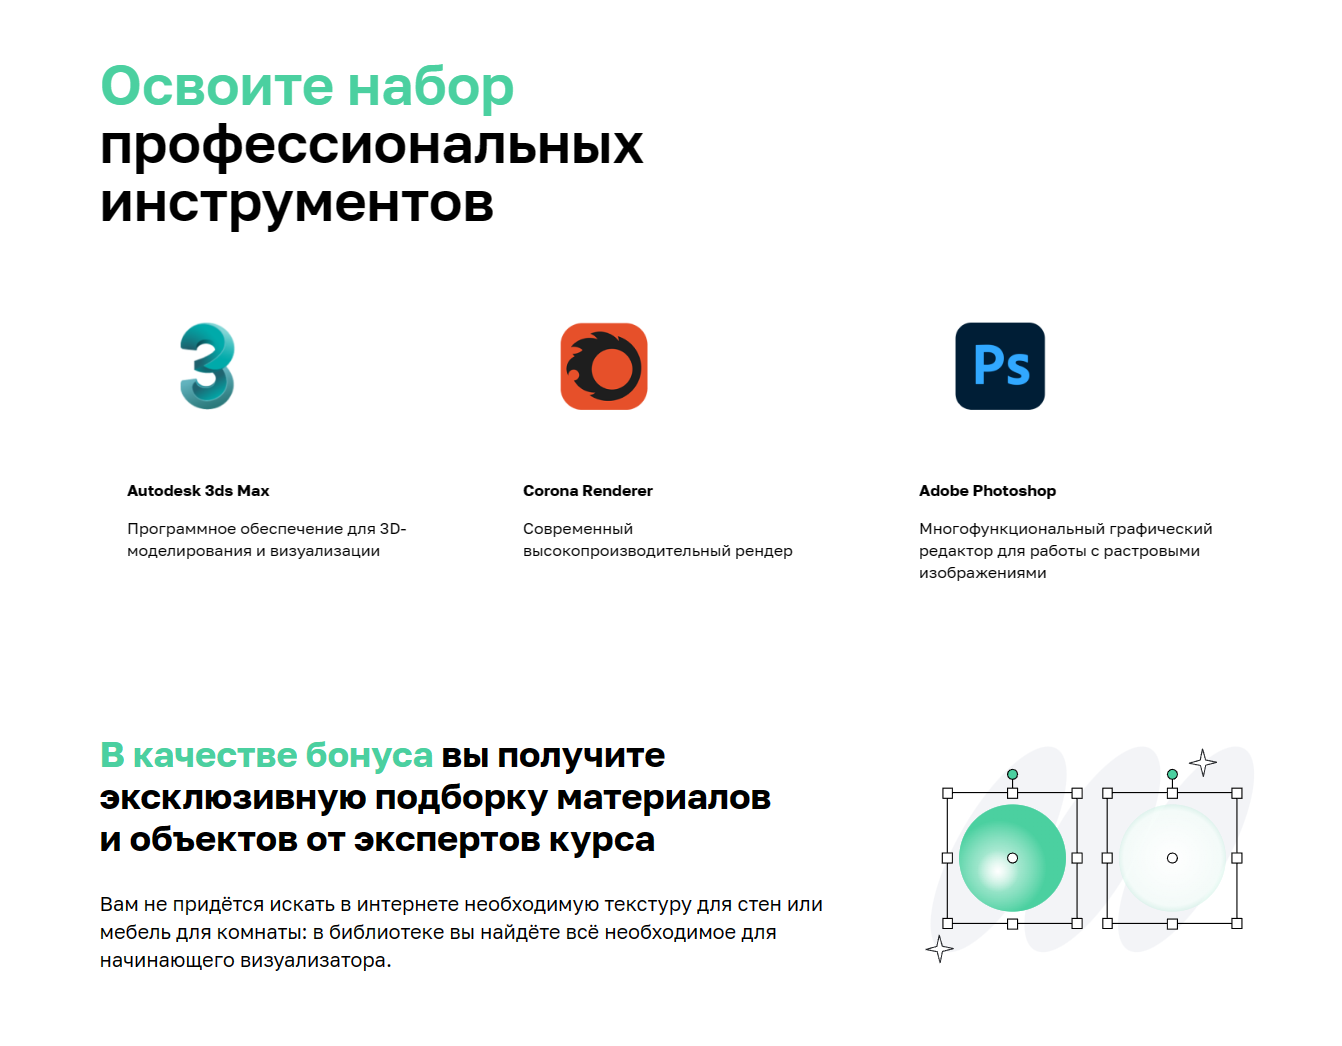 Освоите набор
профессиональных
инструментов
3
Ps
Autodesk 3ds Max
Программное обеспечение для 3D-
моделирования и визуализации
Corona Renderer
Современный
высокопроизводительный рендер
Adobe Photoshop
Многофункциональный графический
редактор для работы с растровыми
изображениями
В качестве бонуса вы получите
эксклюзивную подборку материалов
и объектов от экспертов курса
Вам не придётся искать в интернете необходимую текстуру для стен или
мебель для комнаты: в библиотеке вы найдёте всё необходимое для
начинающего визуализатора.